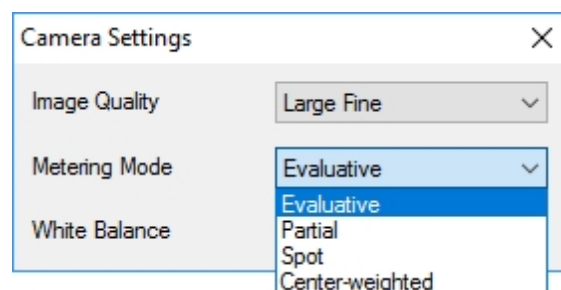 Camera Settings
Image Quality Large Fine
Metering Mode Evaluative
Evaluative
Partial
White Balance
Spot
Center-weighted